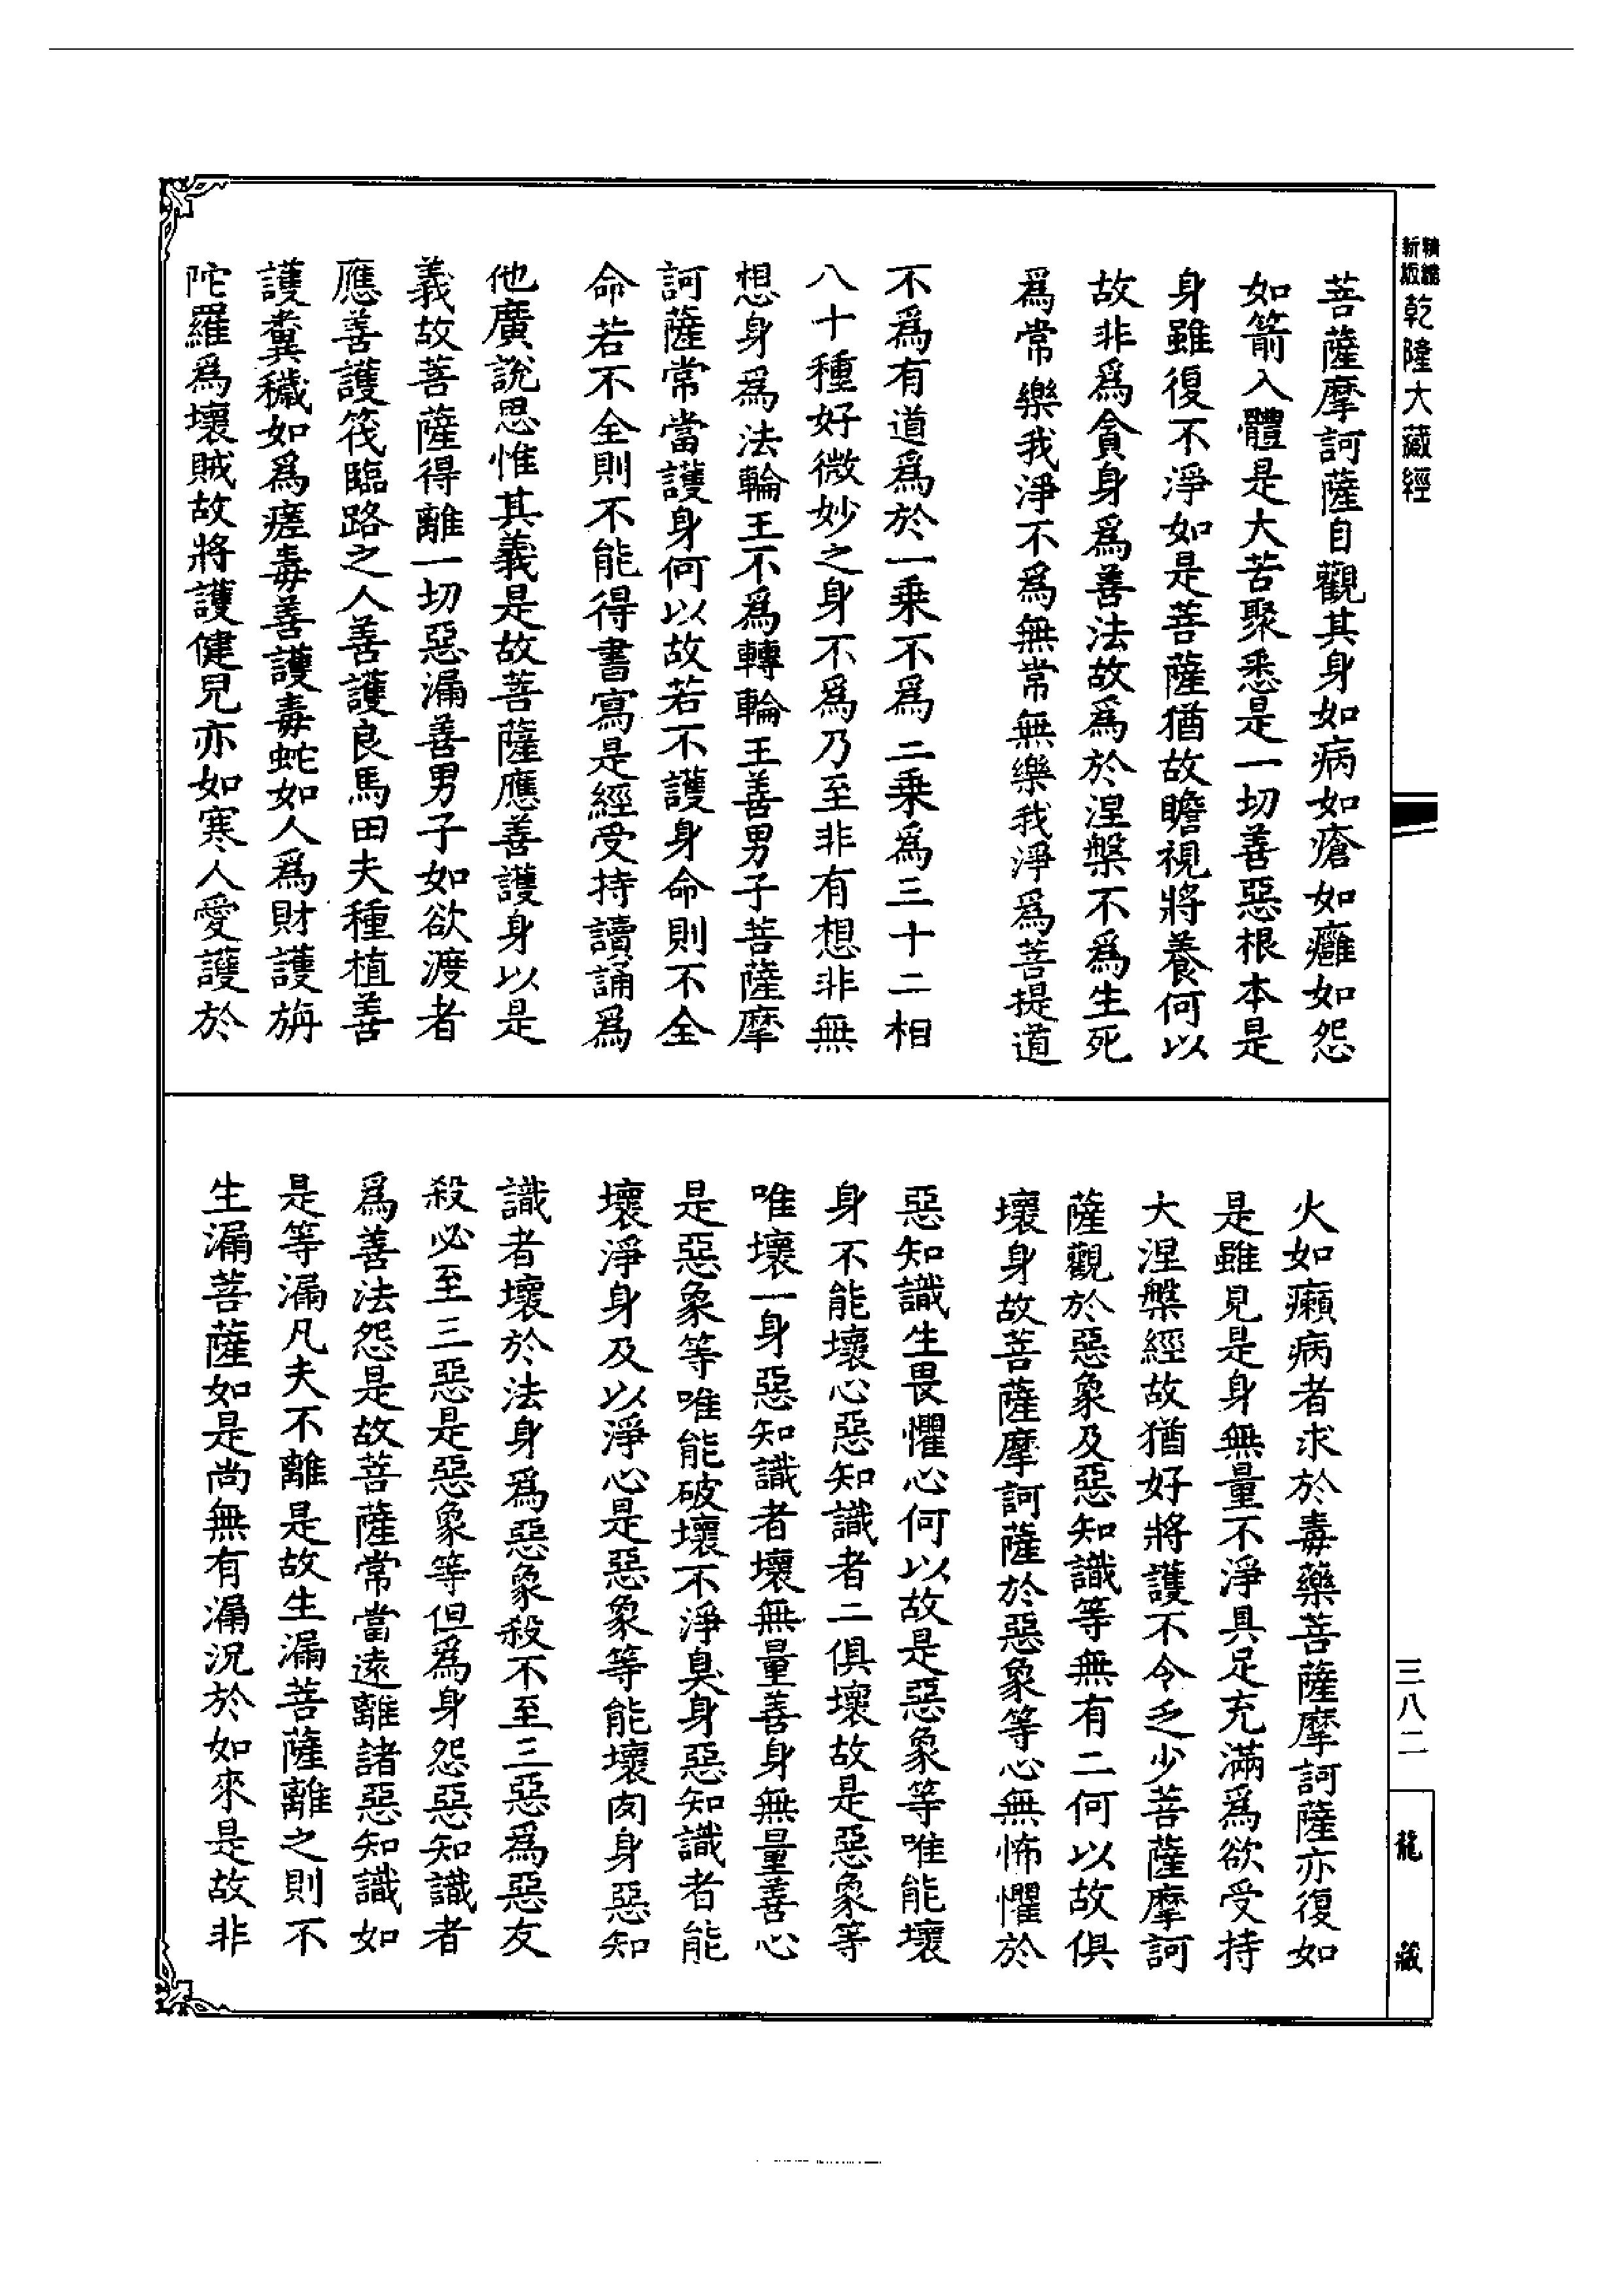 精縮新版乾隆大藏經
菩薩摩訶薩自觀其身如病如瘡如癰如怨
如箭入體是大苦聚悉是一切善惡根本是
身雖復不淨如是菩薩猶故瞻視將養何以
故非爲貪身爲善法故爲於涅槃不爲生死
爲常樂我淨不爲無常無樂我淨爲菩提道
不爲有道爲於一乘不爲二乘爲三十二相
八十種好微妙之身不爲乃至非有想非無
想身爲法輪王不爲轉輪王善男子菩薩摩
訶薩常當護身何以故若不護身命則不全
命若不全則不能得書寫是經受持讀誦爲
他廣說思惟其義是故菩薩應善護身以是
義故菩薩得離一切惡漏善男子如欲渡者
應善護筏臨路之人善護良馬田夫種植善
護糞穢如爲瘥毒善護毒蛇如人爲財護旃
陀羅爲壞賊故將護健兒亦如寒人愛護於
火如癩病者求於毒藥菩薩摩訶薩亦復如
是雖見是身無量不淨具足充滿爲欲受持
大涅槃經故猶好將護不令乏少菩薩摩訶
薩觀於惡象及惡知識等無有二何以故俱
壞身故菩薩摩訶薩於惡象等心無怖懼於
惡知識生畏懼心何以故是惡象等唯能壞
身不能壞心惡知識者二俱壞故是惡象等
唯壞一身惡知識者壞無量善身無量善心
是惡象等唯能破壞不淨臭身惡知識者能
壞淨身及以淨心是惡象等能壞肉身惡知
識者壞於法身爲惡象殺不至三惡爲惡友
殺必至三惡是惡象等但爲身怨惡知識者
爲善法怨是故菩薩常當遠離諸惡知識如
是等漏凡夫不離是故生漏菩薩離之則不
生漏菩薩如是尚無有漏況於如來是故非
三八二
龍藏